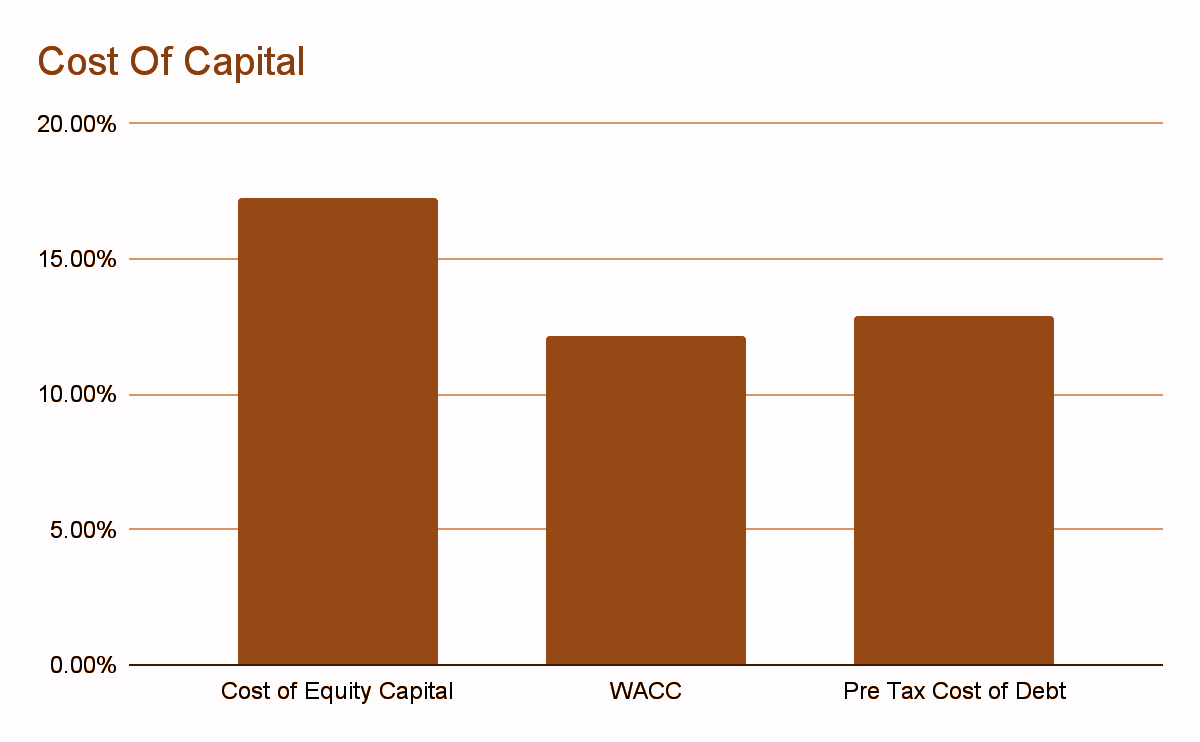 Cost Of Capital
20.00%
15.00%
10.00%
5.00%
0.00%
Cost of Equity Capital
WACC
Pre Tax Cost of Debt